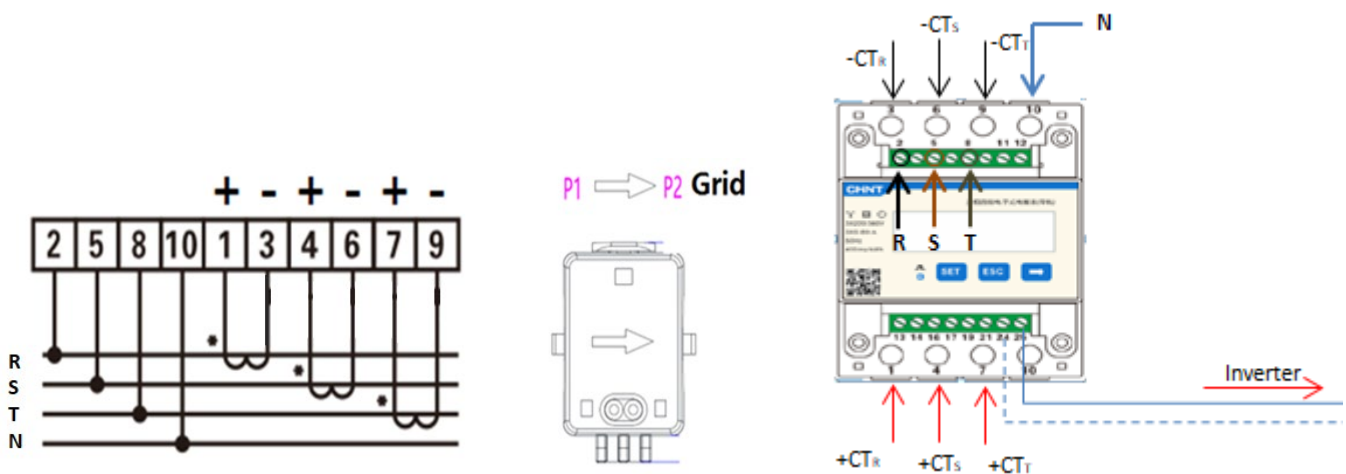 + - + - + -
2 5 8 10 1 3 4 6 7 9
*
*
*
R
S
T
N
P1 P2 Grid
-CTS
-CTR
-CTT
N
3 6 9 10
2 5 8 11 12
CHNT
R S T
SET ESC
13 14 16 17 19 21 24 25
1 4 7 10
Inverter
+CTR
+CTS
+CTT